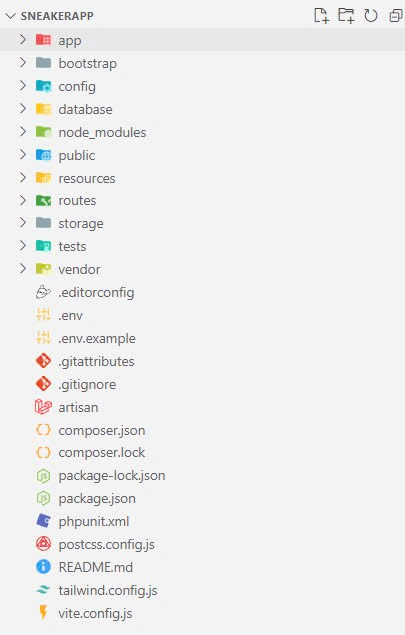 SNEAKERAPP
app
bootstrap
config
database
node_modules
public
resources
routes
storage
tests
vendor
.editorconfig
.env
.env.example
.gitattributes
.gitignore
artisan
composer.json
composer.lock
package-lock.json
package.json
phpunit.xml
postcss.config.js
README.md
tailwind.config.js
vite.config.js